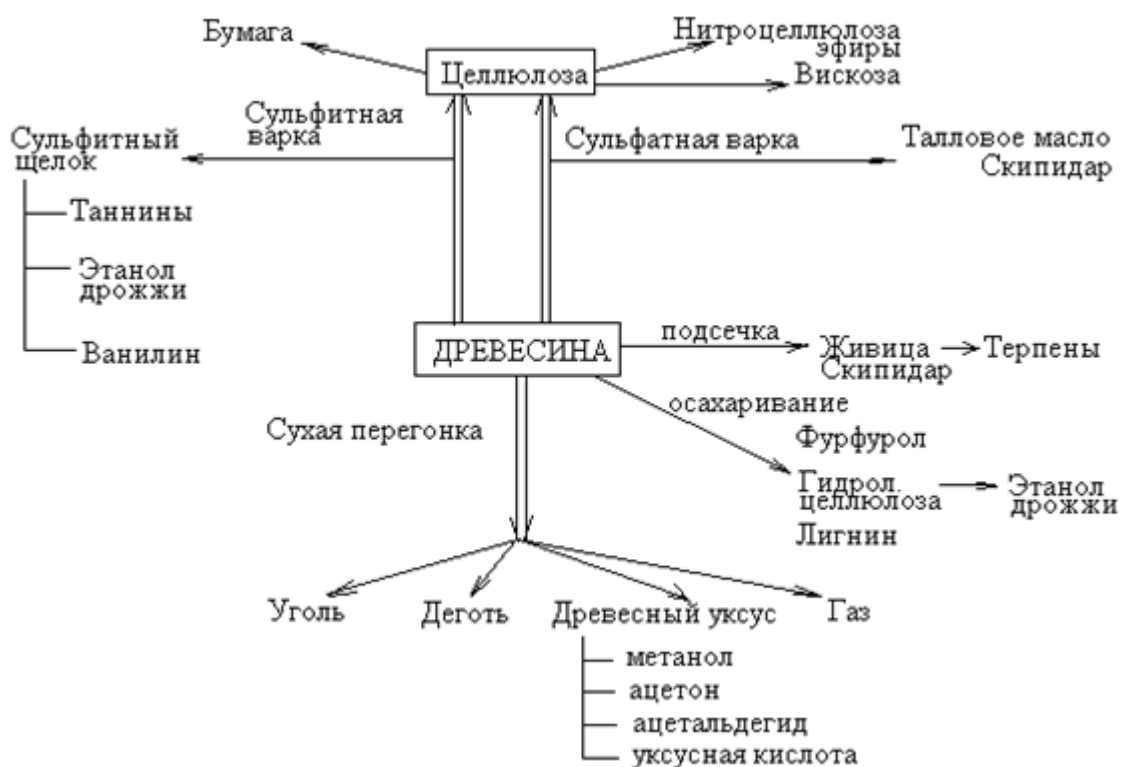 Бумага
Целлюлоза
Нитроцеллюлоза
эфиры
Вискоза
Сульфитная
варка
Сульфитный
щелок
Сульфатная варка
Талловое масло
Скипидар
Таннины
Этанол
дрожжи
Ванилин
ДРЕВЕСИНА
подсечка
Живица
Скипидар
Терпены
осахаривание
Сухая перегонка
Фурфурол
Гидрол.
целлюлоза
Этанол
дрожжи
Лигнин
Уголь
Деготь
Древесный уксус
Газ
метанол
ацетон
ацетальдегид
уксусная кислота